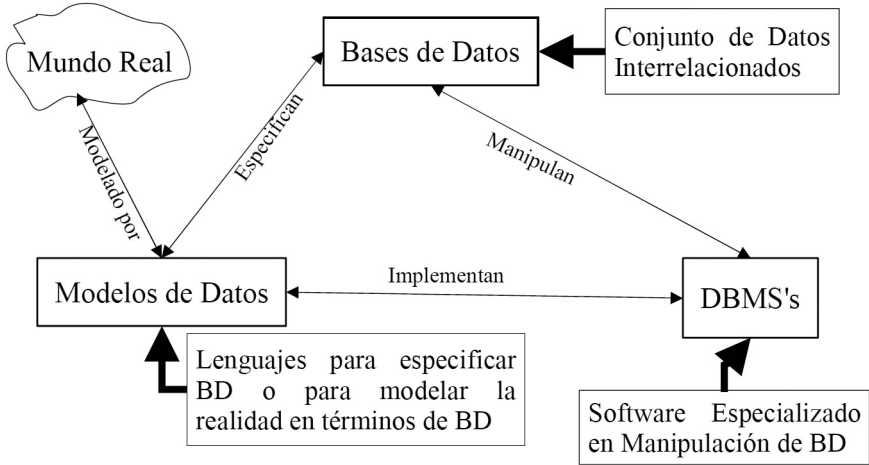 Mundo Real
Bases de Datos
Conjunto de Datos
Interrelacionados
Modelado por
Especifican
Manipulan
Modelos de Datos
Implementan
DBMS's
Lenguajes para especificar
BD o para modelar la
realidad en términos de BD
Software Especializado
en Manipulación de BD